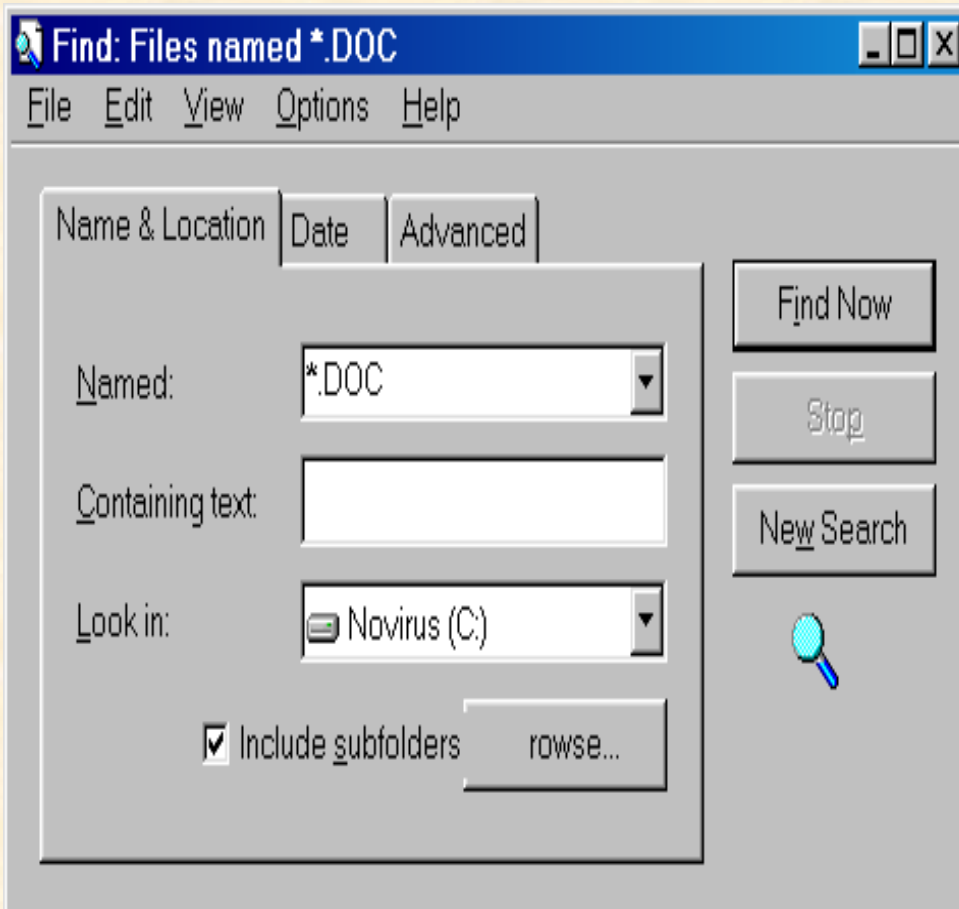 Find: Files named *.DOC
File Edit View Options Help
Name & Location Date Advanced
Find Now
Named: *.DOC
Stop
Containing text:
New Search
Look in: Novirus (C:)
Include subfolders rowse...